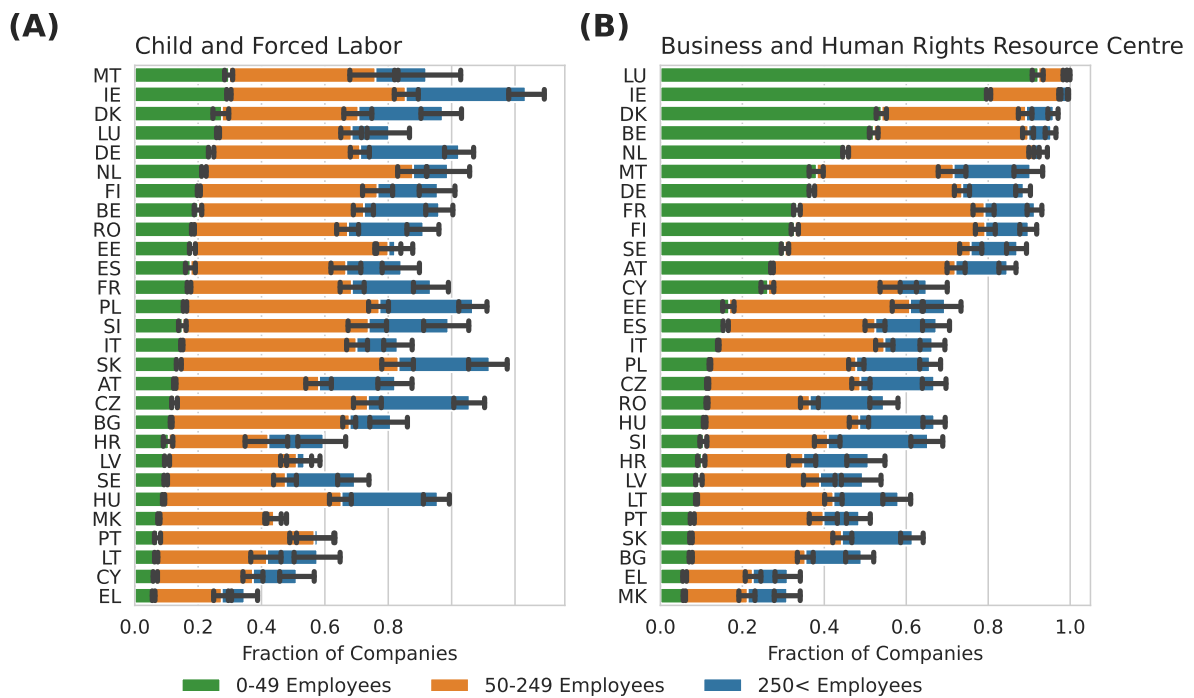 (A)
Child and Forced Labor
MT
IE
DK
LU
DE
NL
FI
BE
RO
EE
ES
FR
PL
SI
IT
SK
AT
CZ
BG
HR
LV
SE
HU
MK
PT
LT
CY
EL
0.0 0.2 0.4 0.6 0.8
Fraction of Companies
(B)
Business and Human Rights Resource Centre
LU
IE
DK
BE
NL
MT
DE
FR
FI
SE
AT
CY
EE
ES
IT
PL
CZ
RO
HU
SI
HR
LV
LT
PT
SK
BG
EL
MK
0.0 0.2 0.4 0.6 0.8 1.0
Fraction of Companies
0-49 Employees 50-249 Employees 250< Employees